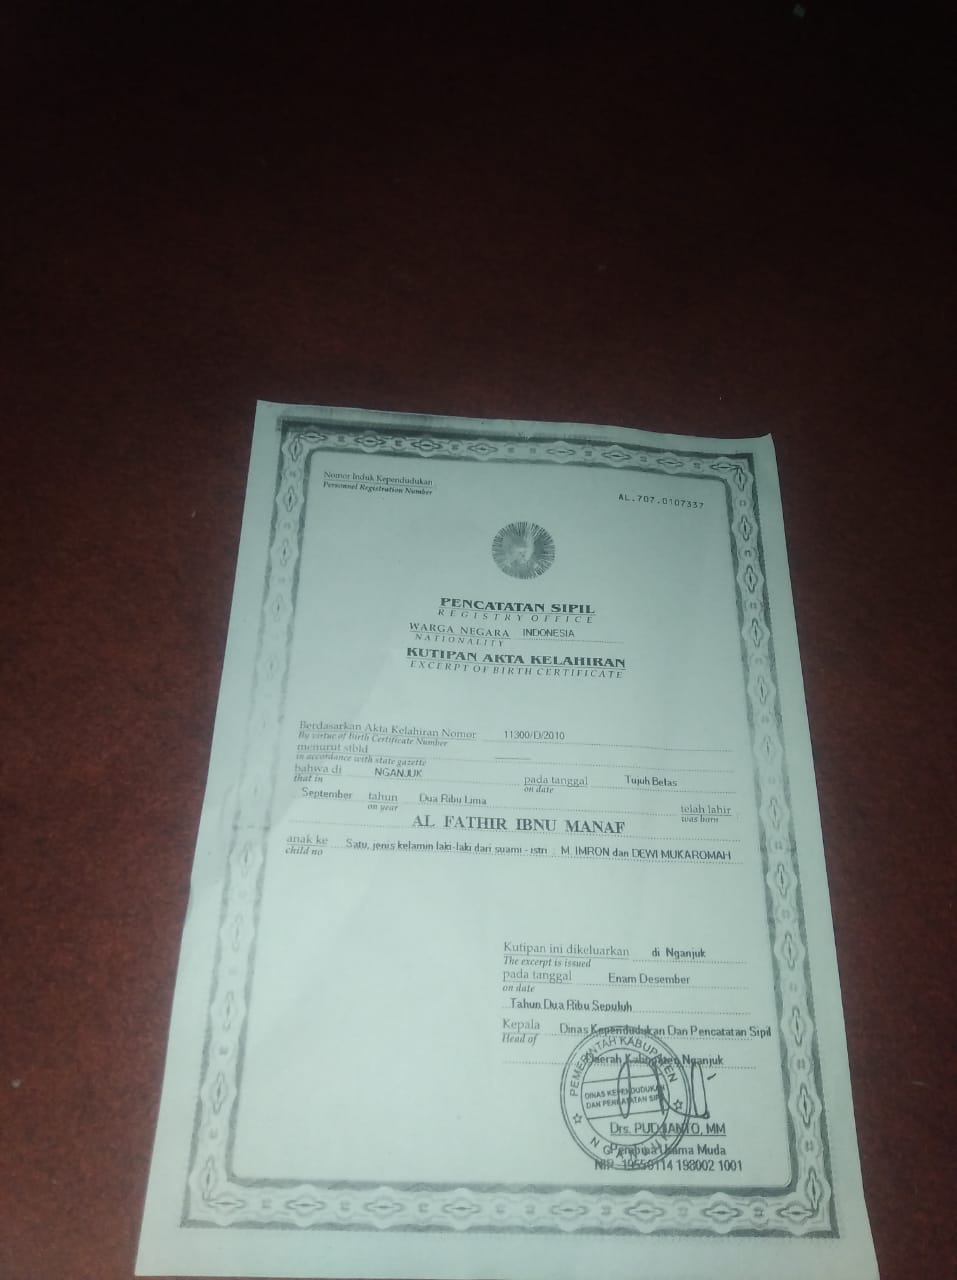 Nomor Induk Kependudukan
Personnel Registration Number
AL.707.0107337
PENCATATAN SIPIL
REGISTRY OFFICE
WARGA NEGARA INDONESIA
NATIONALITY
KUTIPAN AKTA KELAHIRAN
EXCERPT OF BIRTH CERTIFICATE
Berdasarkan Akta Kelahiran Nomor 11300/D/2010
By virtue of Birth Certificate Number
menurut stbld
in accordance with state gazette
bahwa di NGANJUK pada tanggal Tujuh Belas
that in on date
September tahun Dua Ribu Lima telah lahir
on year was born
AL FATHIR IBNU MANAF
anak ke Satu, jenis kelamin laki-laki dari suami - istri : M. IMRON dan DEWI MUKAROMAH
child no
Kutipan ini dikeluarkan di Nganjuk
The excerpt is issued
pada tanggal Enam Desember
on date
Tahun Dua Ribu Sepuluh
Kepala Dinas Kependudukan Dan Pencatatan Sipil
Head of
Daerah Kabupaten Nganjuk
PEMERINTAH KABUPATEN
DINAS KEPENDUDUKAN
DAN PENCATATAN SIPIL
NGANJUK
Drs. PUDJIANTO, MM
Pembina Utama Muda
NIP. 198002 1001